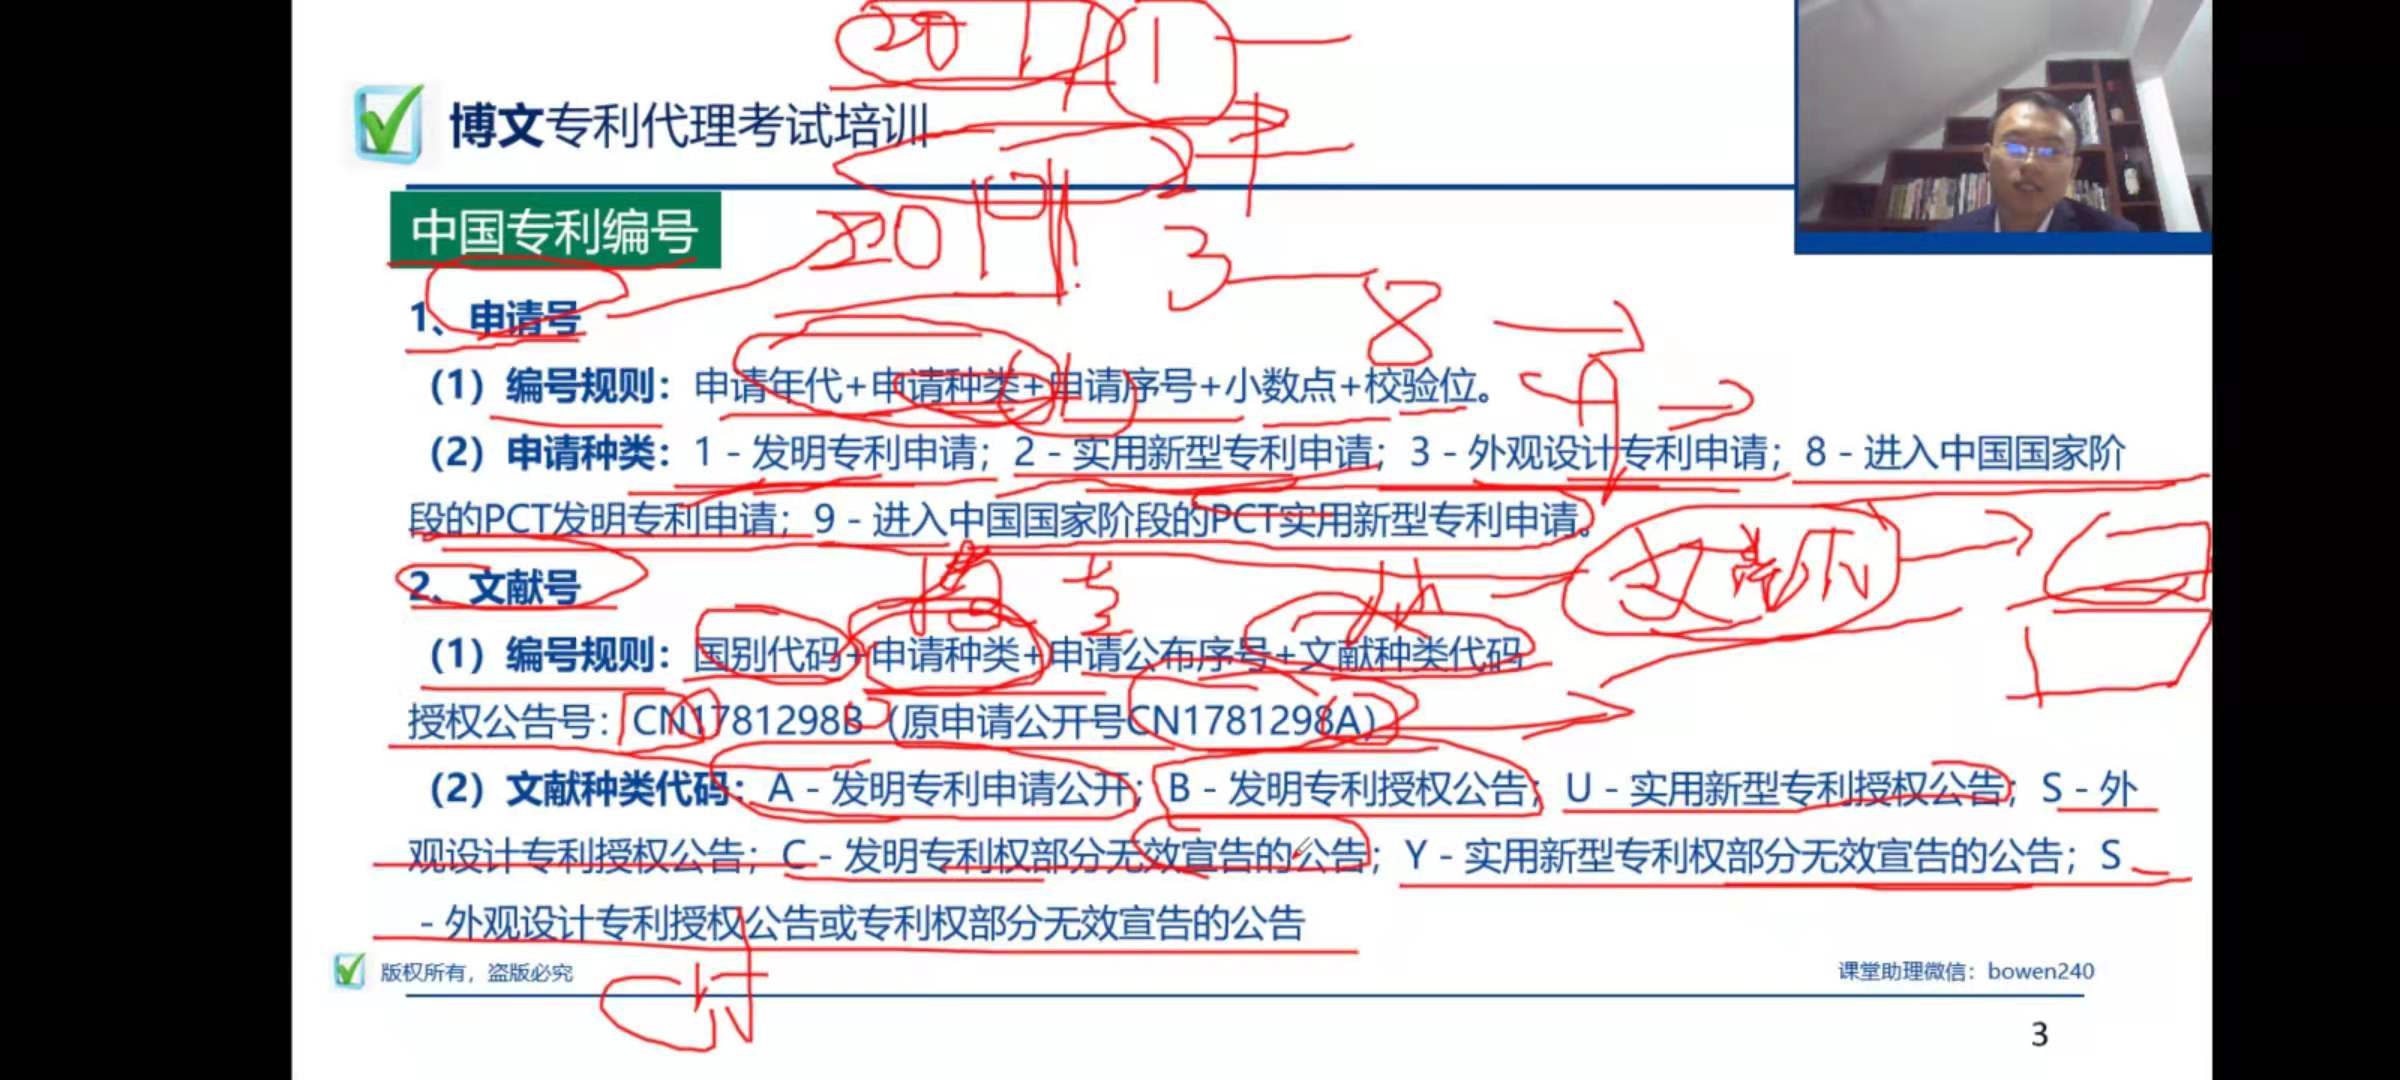 博文专利代理考试培训
中国专利编号
1、申请号
（1）编号规则：申请年代+申请种类+申请序号+小数点+校验位。
（2）申请种类：1 - 发明专利申请；2 - 实用新型专利申请；3 - 外观设计专利申请；8 - 进入中国国家阶
段的PCT发明专利申请；9 - 进入中国国家阶段的PCT实用新型专利申请。
2、文献号
（1）编号规则：国别代码+申请种类+申请公布序号+文献种类代码
授权公告号：CN1781298B（原申请公开号CN1781298A）
（2）文献种类代码：A - 发明专利申请公开；B - 发明专利授权公告；U - 实用新型专利授权公告；S - 外
观设计专利授权公告；C - 发明专利权部分无效宣告的公告；Y - 实用新型专利权部分无效宣告的公告；S
- 外观设计专利授权公告或专利权部分无效宣告的公告
CN
版权所有，盗版必究
课堂助理微信：bowen240
3